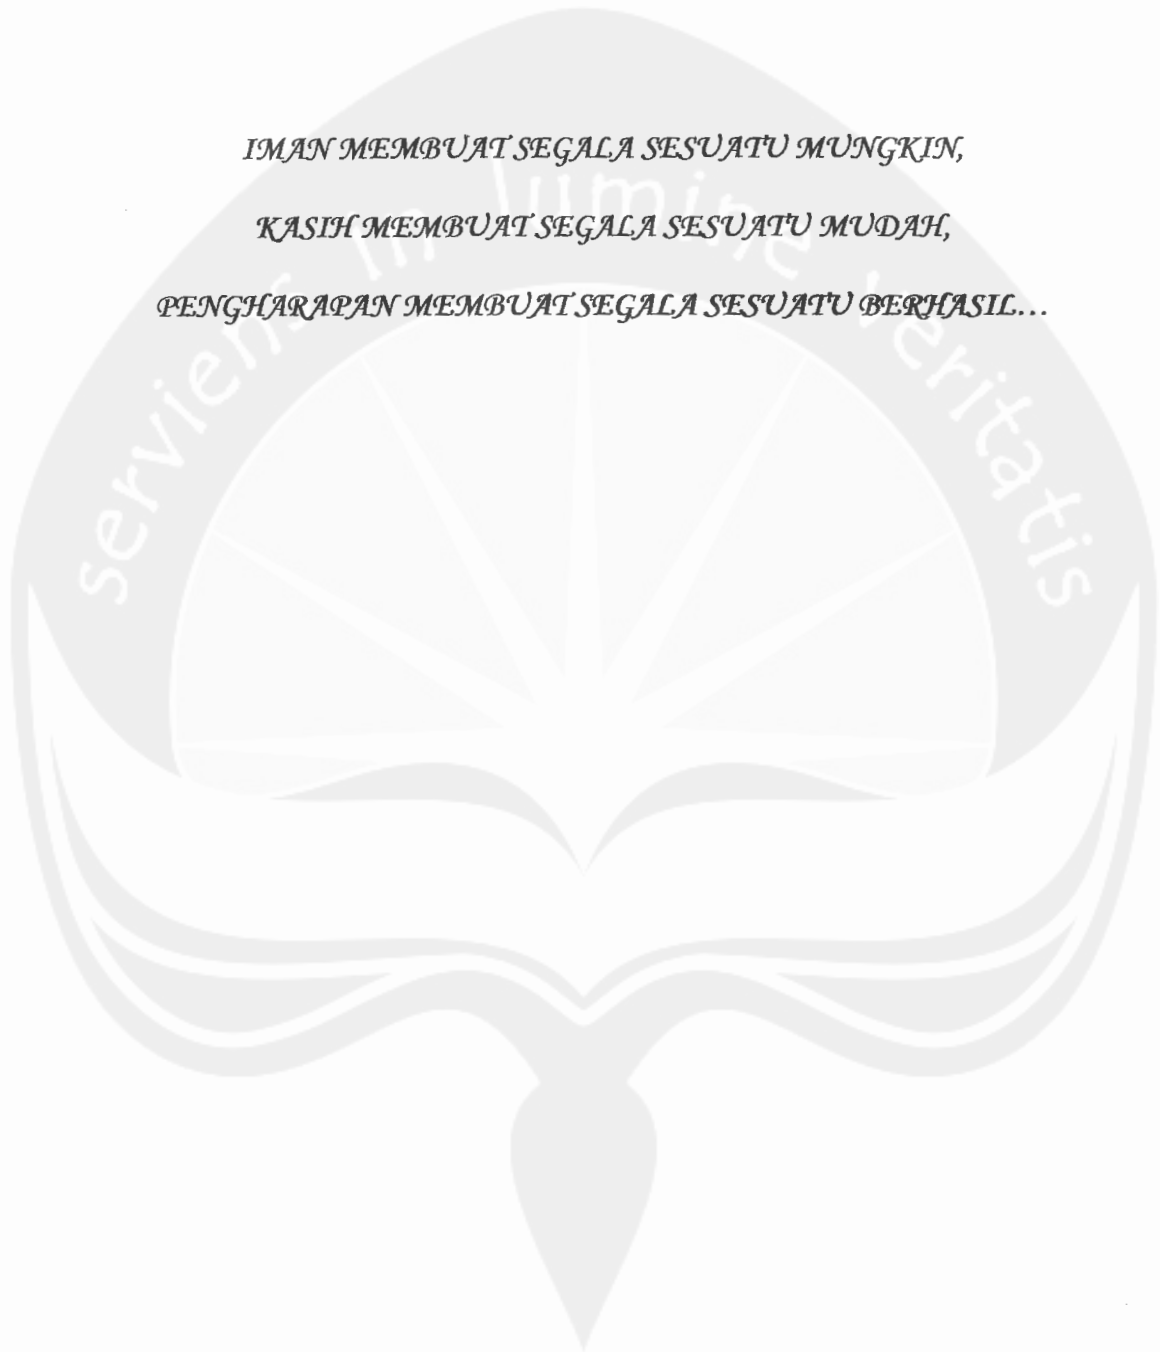 IMAN MEMBUAT SEGALA SESUATU MUNGKIN,
KASIH MEMBUAT SEGALA SESUATU MUDAH,
PENGHARAPAN MEMBUAT SEGALA SESUATU BERHASIL...
serviens in lumine veritatis